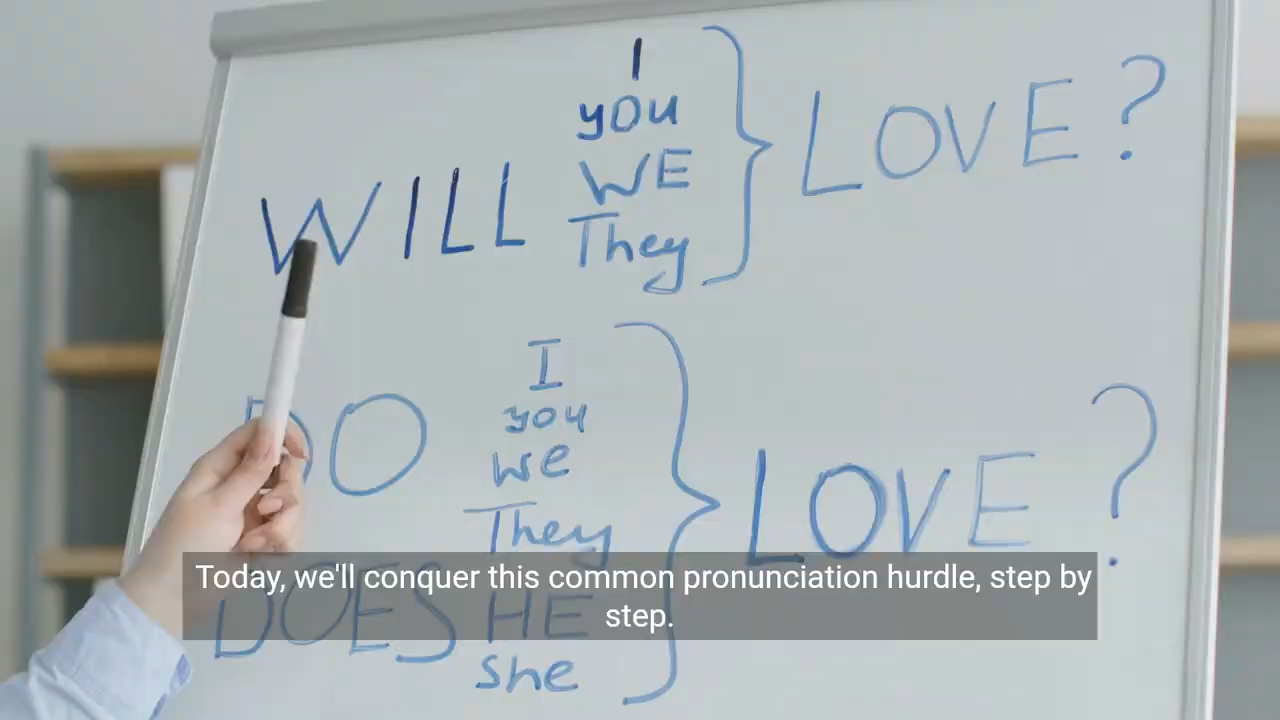 I
you
WE
They
WILL
LOVE?
I
you
we
They
DO
LOVE?
DOES HE
she
Today, we'll conquer this common pronunciation hurdle, step by
step.